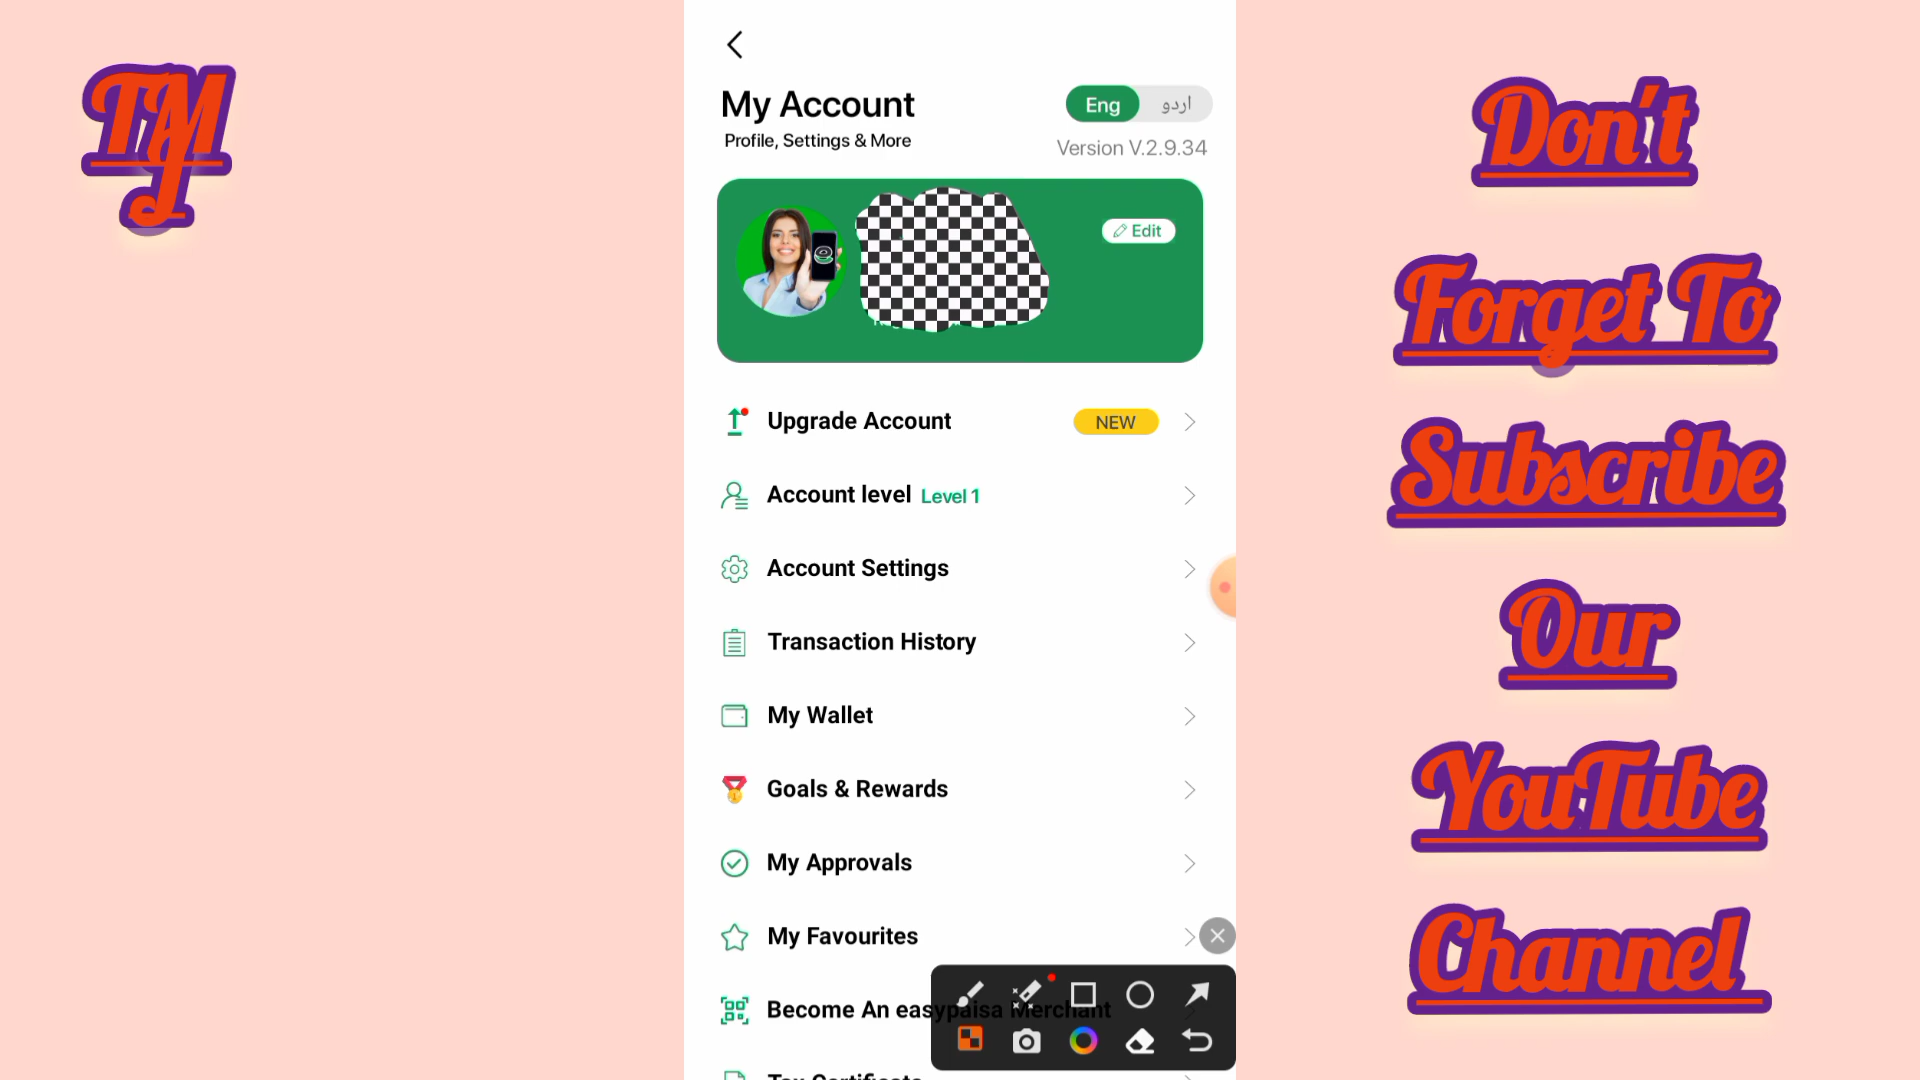 TMJ
My Account
Eng
اردو
Profile, Settings & More
Version V.2.9.34
Edit
Upgrade Account
NEW
Account level Level 1
Account Settings
Transaction History
My Wallet
Goals & Rewards
My Approvals
My Favourites
Become An easypaisa Merchant
Tax Certificate
Don't
Forget To
Subscribe
Our
YouTube
Channel